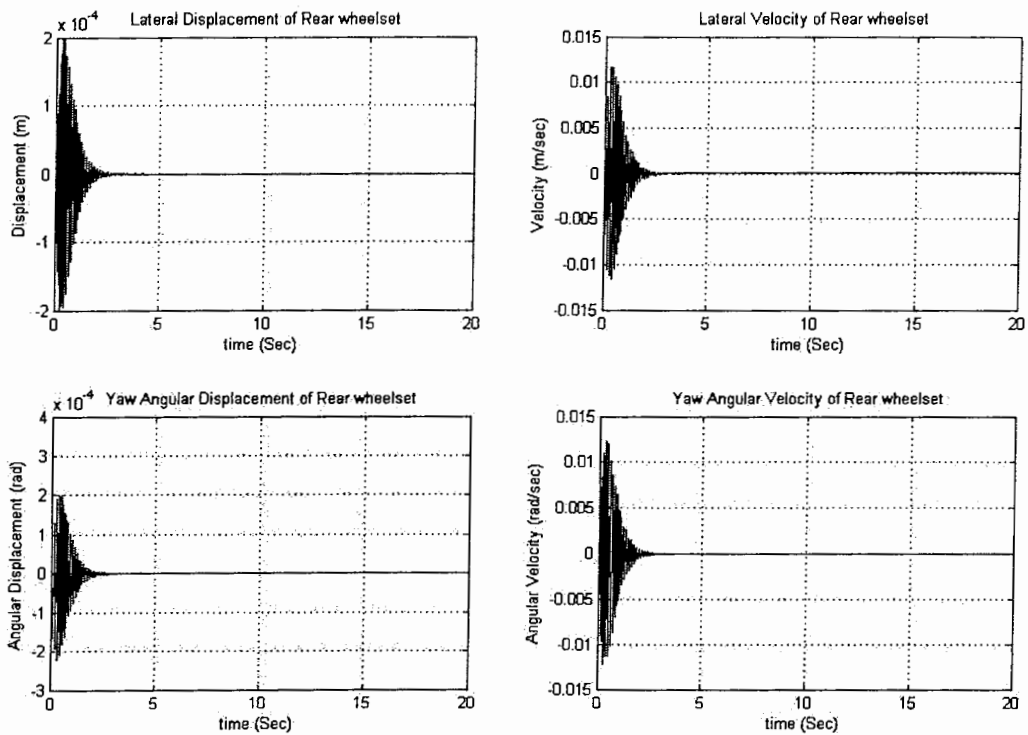 Lateral Displacement of Rear wheelset
x 10^-4
2
1
0
-1
-2
Displacement (m)
0 5 10 15 20
time (Sec)
Lateral Velocity of Rear wheelset
0.015
0.01
0.005
0
-0.005
-0.01
-0.015
Velocity (m/sec)
0 5 10 15 20
time (Sec)
Yaw Angular Displacement of Rear wheelset
x 10^-4
4
3
2
1
0
-1
-2
-3
Angular Displacement (rad)
0 5 10 15 20
time (Sec)
Yaw Angular Velocity of Rear wheelset
0.015
0.01
0.005
0
-0.005
-0.01
-0.015
Angular Velocity (rad/sec)
0 5 10 15 20
time (Sec)